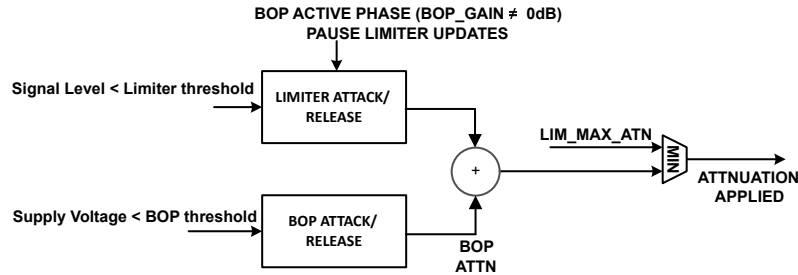 BOP ACTIVE PHASE (BOP_GAIN ≠ 0dB)
PAUSE LIMITER UPDATES
Signal Level < Limiter threshold
LIMITER ATTACK/
RELEASE
LIM_MAX_ATN
MIN
+
ATTNUATION
APPLIED
Supply Voltage < BOP threshold
BOP ATTACK/
RELEASE
BOP
ATTN